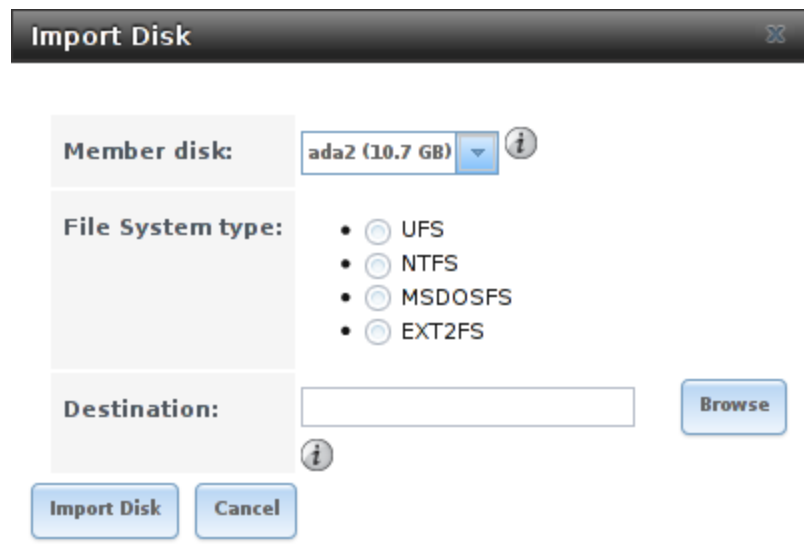 Import Disk
Member disk:
ada2 (10.7 GB)
i
File System type:
UFS
NTFS
MSDOSFS
EXT2FS
Destination:
Browse
i
Import Disk
Cancel